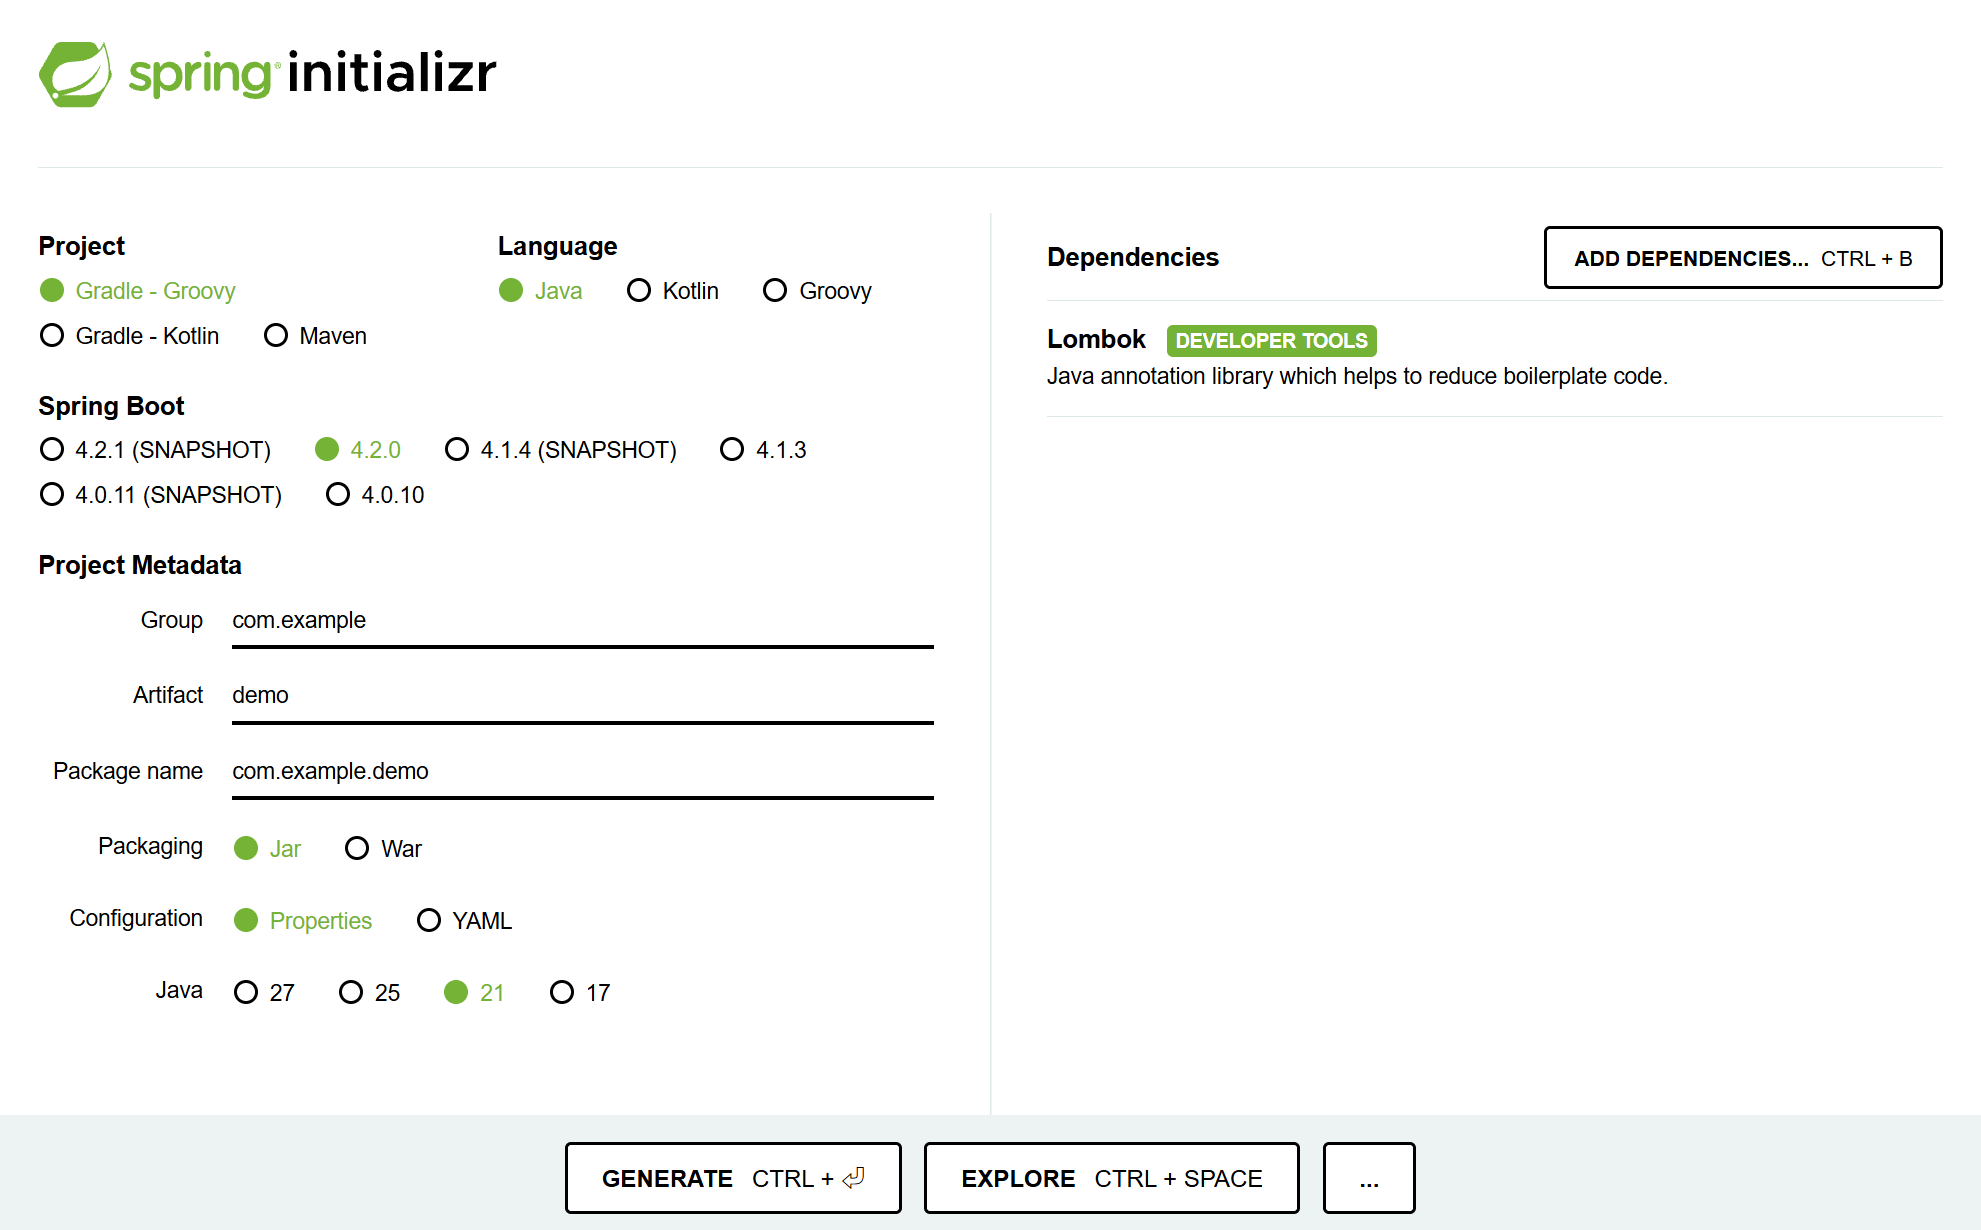 spring initializr
Project
Gradle - Groovy
Gradle - Kotlin Maven
Language
Java Kotlin Groovy
Spring Boot
4.2.1 (SNAPSHOT) 4.2.0 4.1.4 (SNAPSHOT) 4.1.3
4.0.11 (SNAPSHOT) 4.0.10
Project Metadata
Group com.example
Artifact demo
Package name com.example.demo
Packaging Jar War
Configuration Properties YAML
Java 27 25 21 17
Dependencies ADD DEPENDENCIES... CTRL + B
Lombok DEVELOPER TOOLS
Java annotation library which helps to reduce boilerplate code.
GENERATE CTRL + ⏎ EXPLORE CTRL + SPACE ...